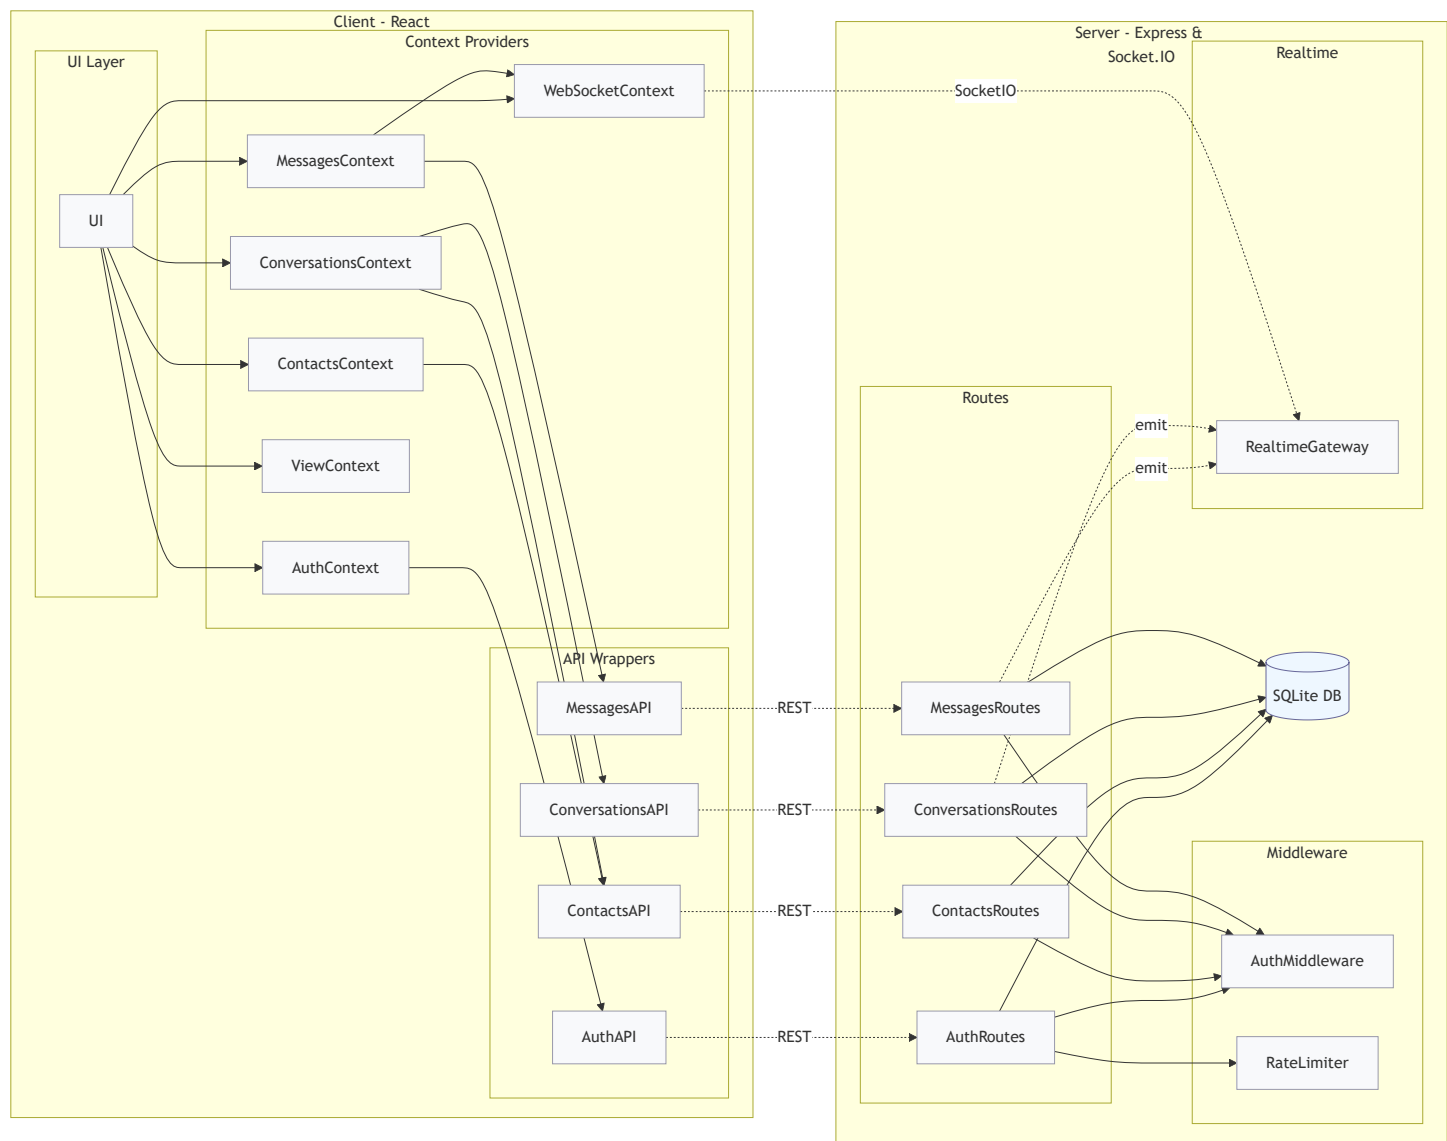 Client - React
Context Providers
UI Layer
WebSocketContext
MessagesContext
UI
ConversationsContext
ContactsContext
ViewContext
AuthContext
API Wrappers
MessagesAPI
ConversationsAPI
ContactsAPI
AuthAPI
SocketIO
REST
REST
REST
REST
Server - Express &
Socket.IO
Realtime
RealtimeGateway
Routes
emit
emit
MessagesRoutes
ConversationsRoutes
ContactsRoutes
AuthRoutes
SQLite DB
Middleware
AuthMiddleware
RateLimiter